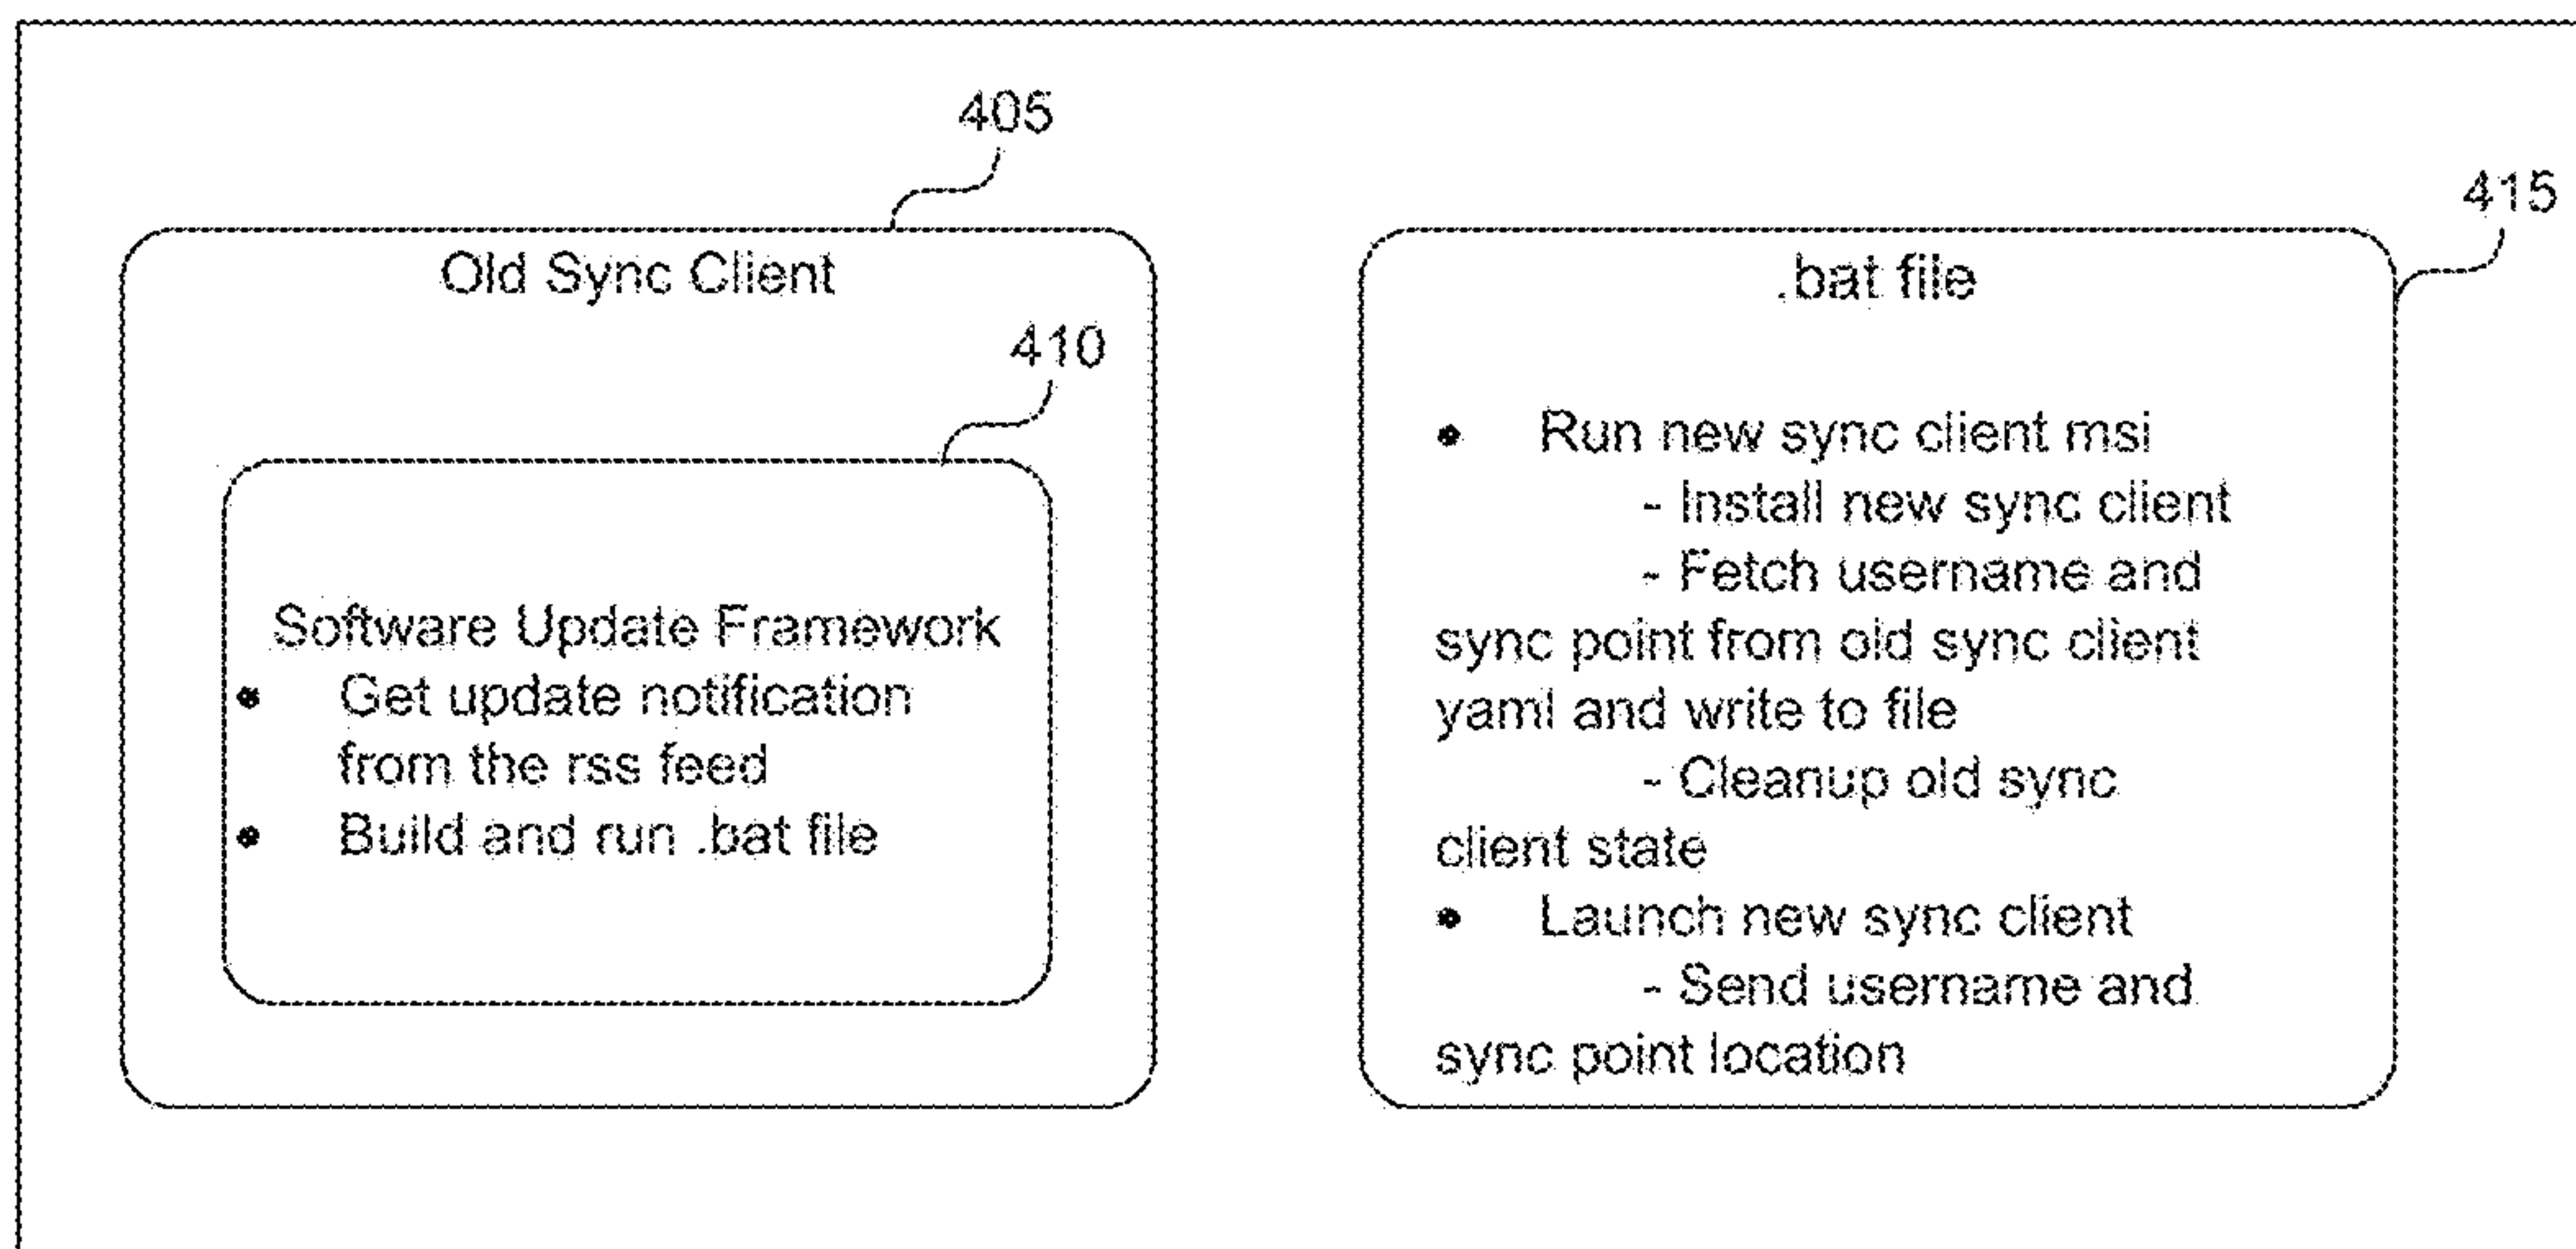 405
Old Sync Client
410
Software Update Framework
• Get update notification
from the rss feed
• Build and run .bat file
415
.bat file
• Run new sync client msi
- Install new sync client
- Fetch username and
sync point from old sync client
yaml and write to file
- Cleanup old sync
client state
• Launch new sync client
- Send username and
sync point location